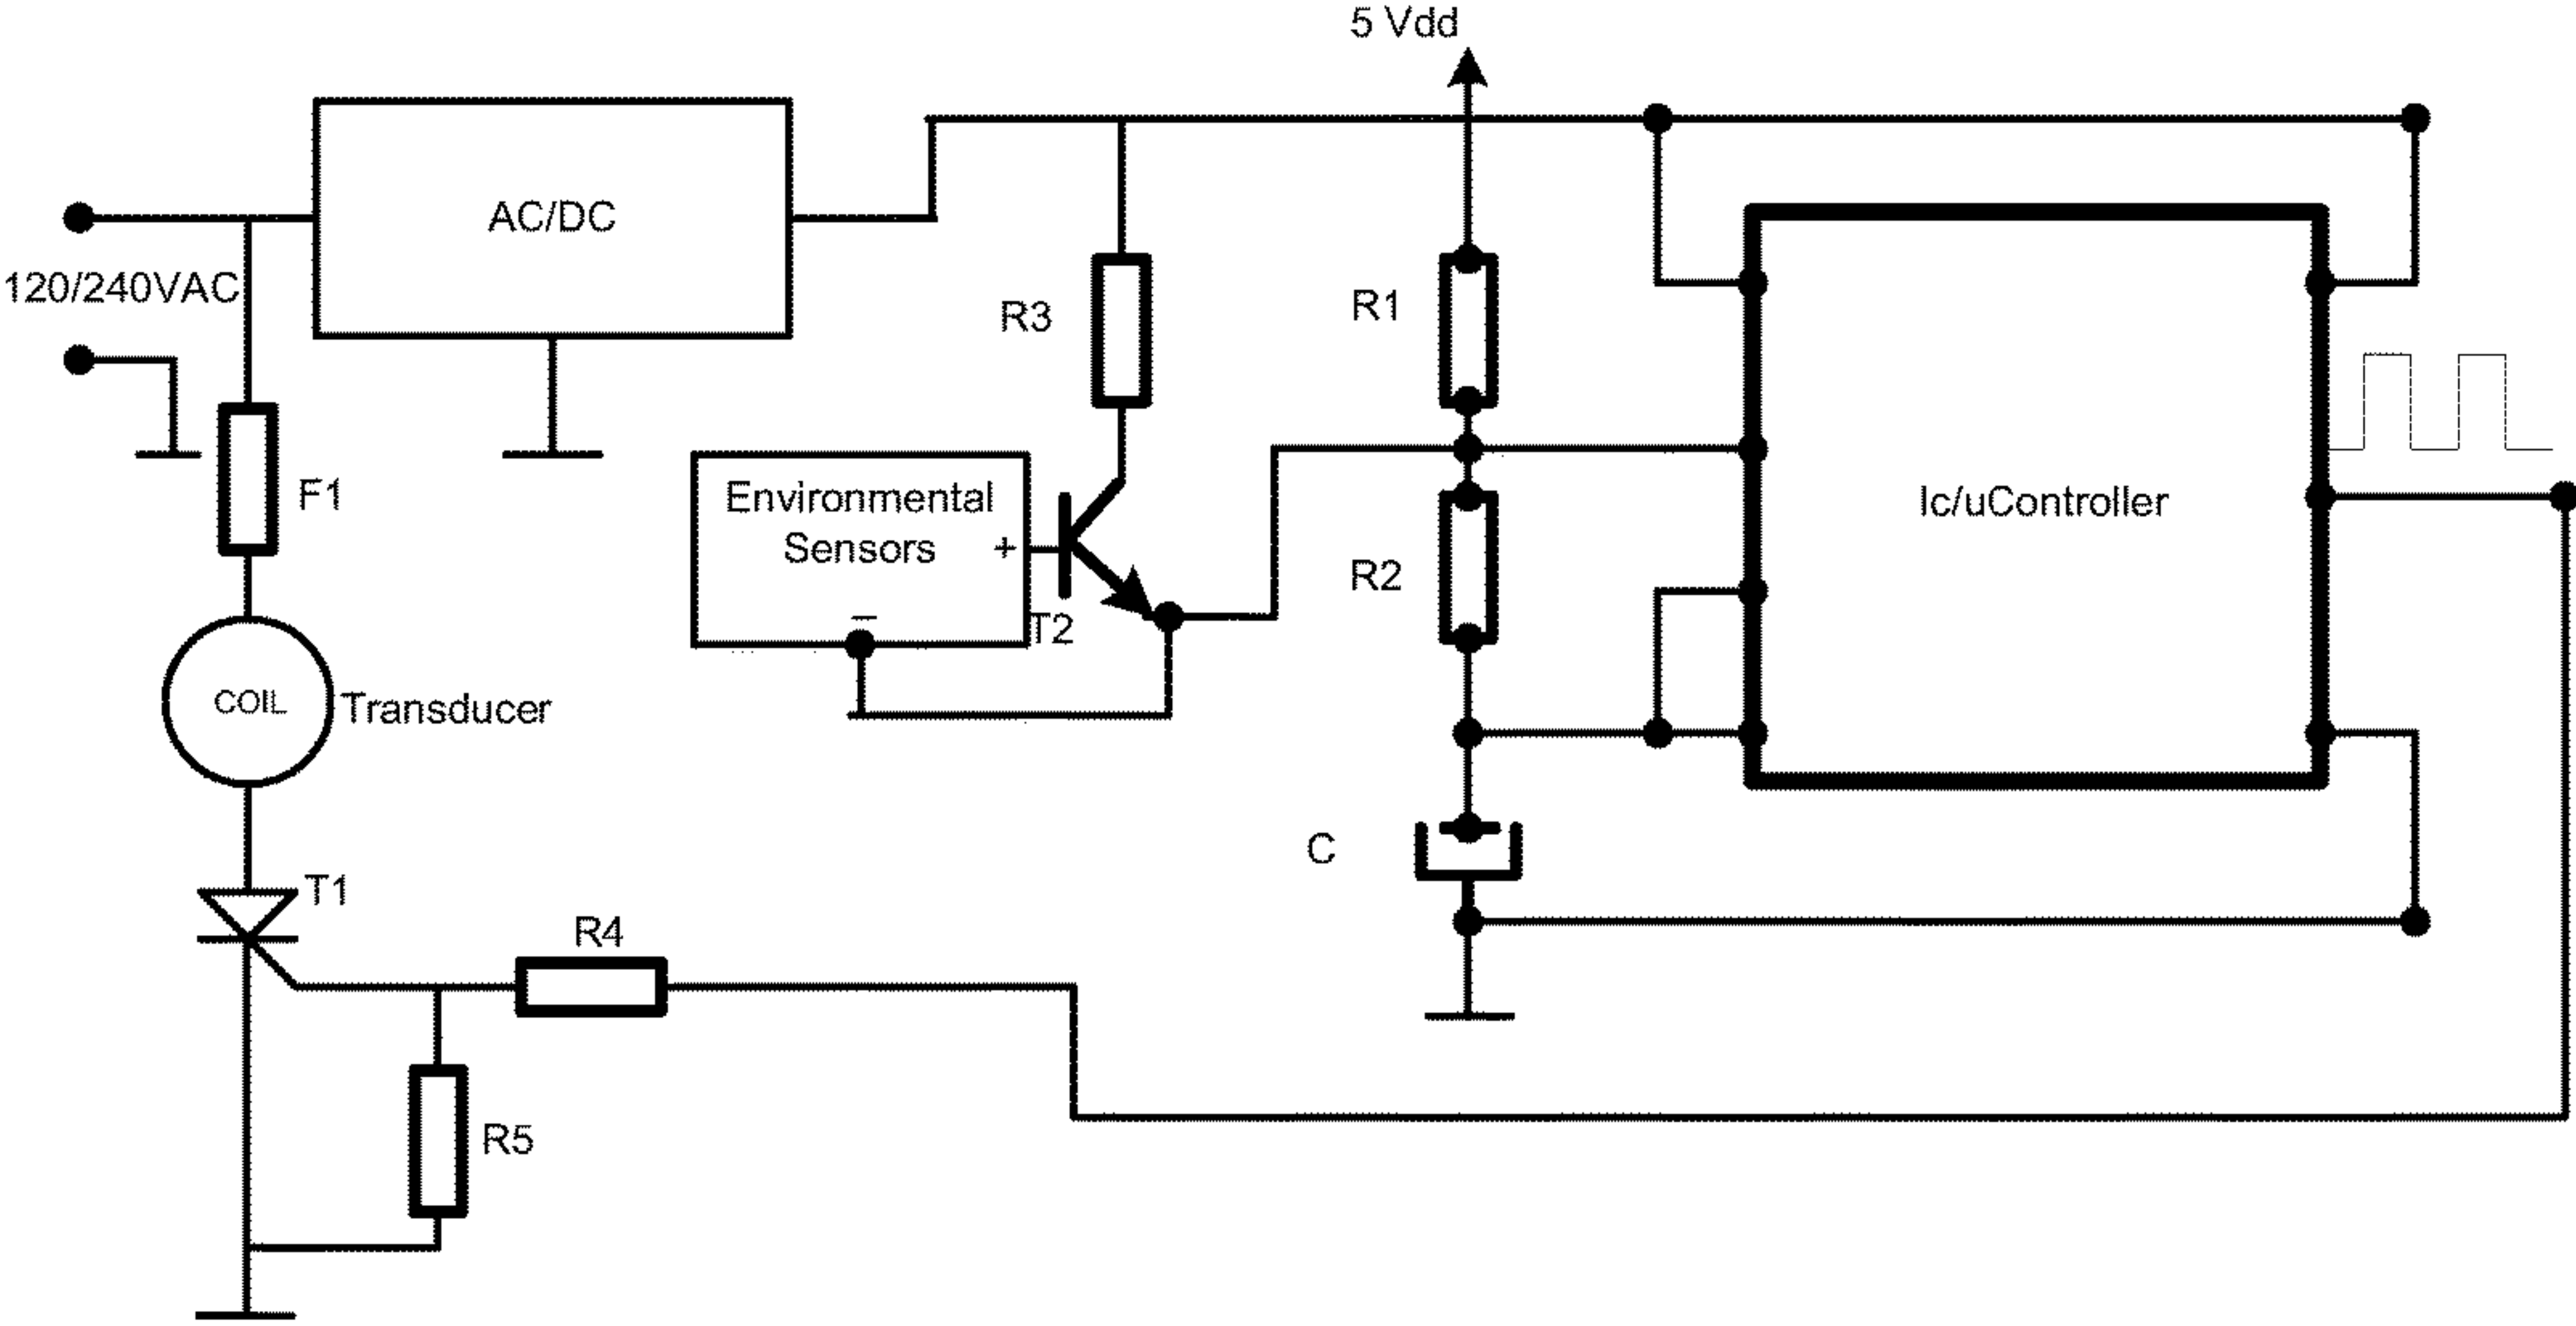 5 Vdd
AC/DC
120/240VAC
R3
R1
F1
Environmental
Sensors
+
−
T2
R2
Ic/uController
COIL
Transducer
C
T1
R4
R5